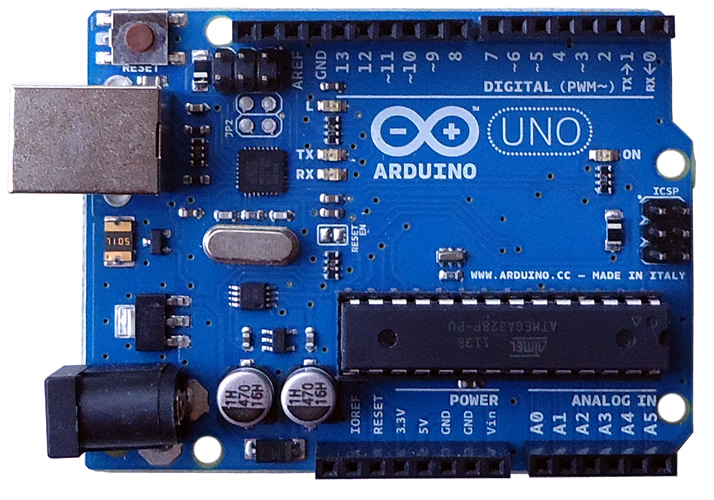 RESET
AREF
GND
13
12
~11
~10
~9
8
7
~6
~5
4
~3
2
TX→1
RX←0
DIGITAL (PWM~)
L
JP2
TX
RX
ARDUINO
™
UNO
ON
ICSP
RESET
EN
501L
WWW.ARDUINO.CC – MADE IN ITALY
ATMEL
ATMEGA328P-PU
1136
1H
470
16H
1H
470
16H
POWER
ANALOG IN
IOREF
RESET
3.3V
5V
GND
GND
Vin
A0
A1
A2
A3
A4
A5